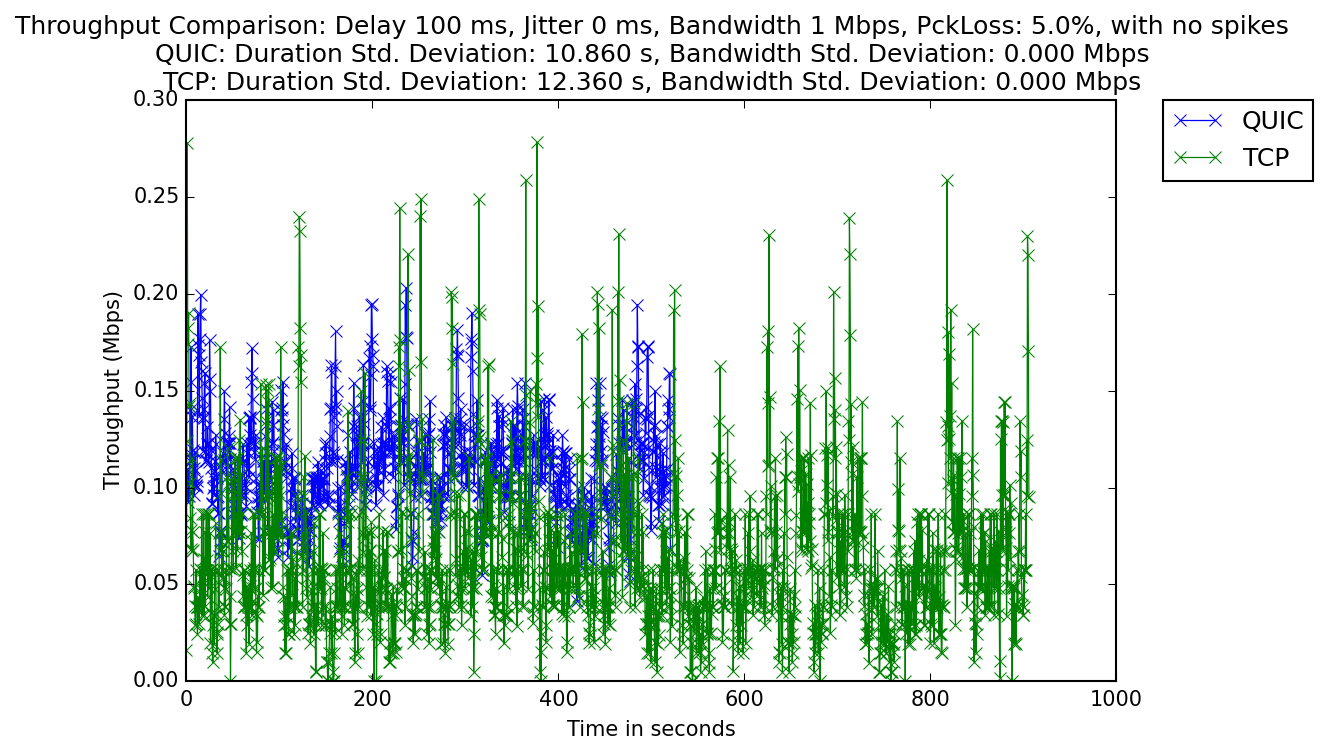 Throughput Comparison: Delay 100 ms, Jitter 0 ms, Bandwidth 1 Mbps, PckLoss: 5.0%, with no spikes
QUIC: Duration Std. Deviation: 10.860 s, Bandwidth Std. Deviation: 0.000 Mbps
TCP: Duration Std. Deviation: 12.360 s, Bandwidth Std. Deviation: 0.000 Mbps
0.30
0.25
0.20
0.15
0.10
0.05
0.00
Throughput (Mbps)
0 200 400 600 800 1000
Time in seconds
QUIC
TCP